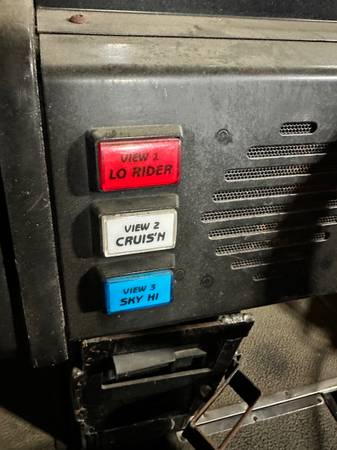 VIEW 1
LO RIDER
VIEW 2
CRUIS'N
VIEW 3
SKY HI